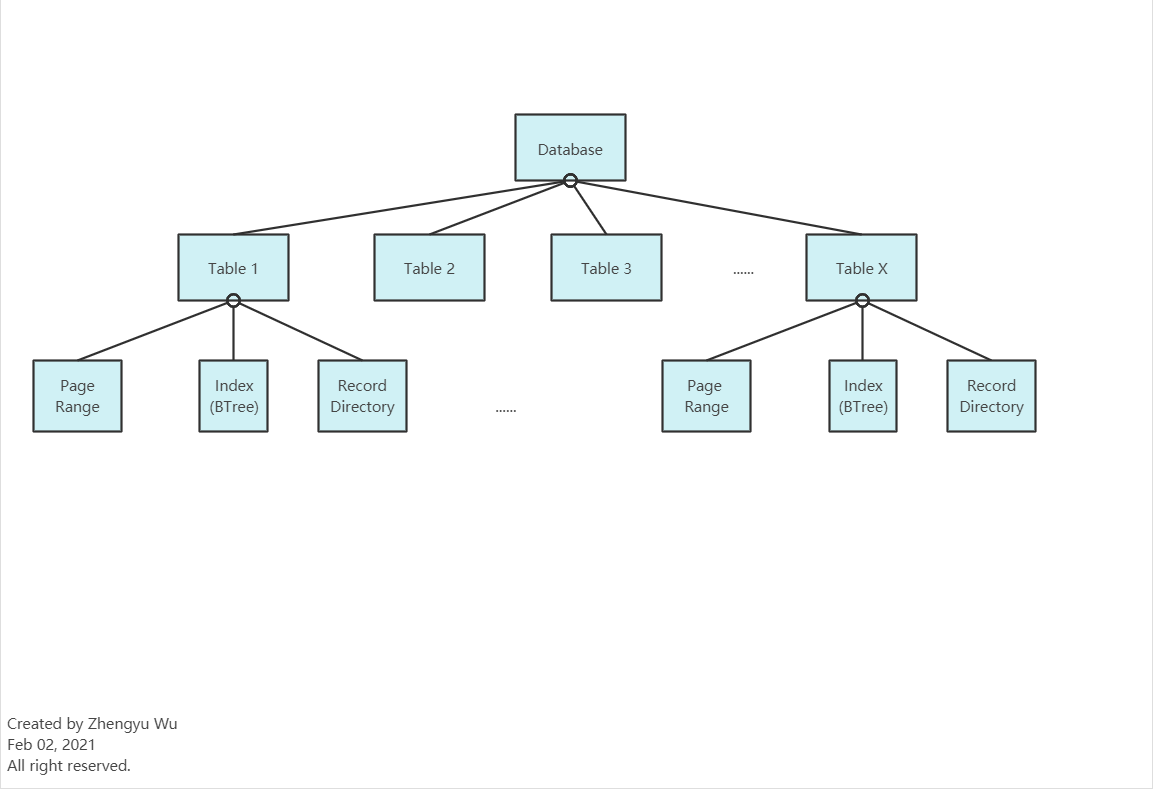 Database
Table 1
Table 2
Table 3
......
Table X
Page
Range
Index
(BTree)
Record
Directory
......
Page
Range
Index
(BTree)
Record
Directory
Created by Zhengyu Wu
Feb 02, 2021
All right reserved.